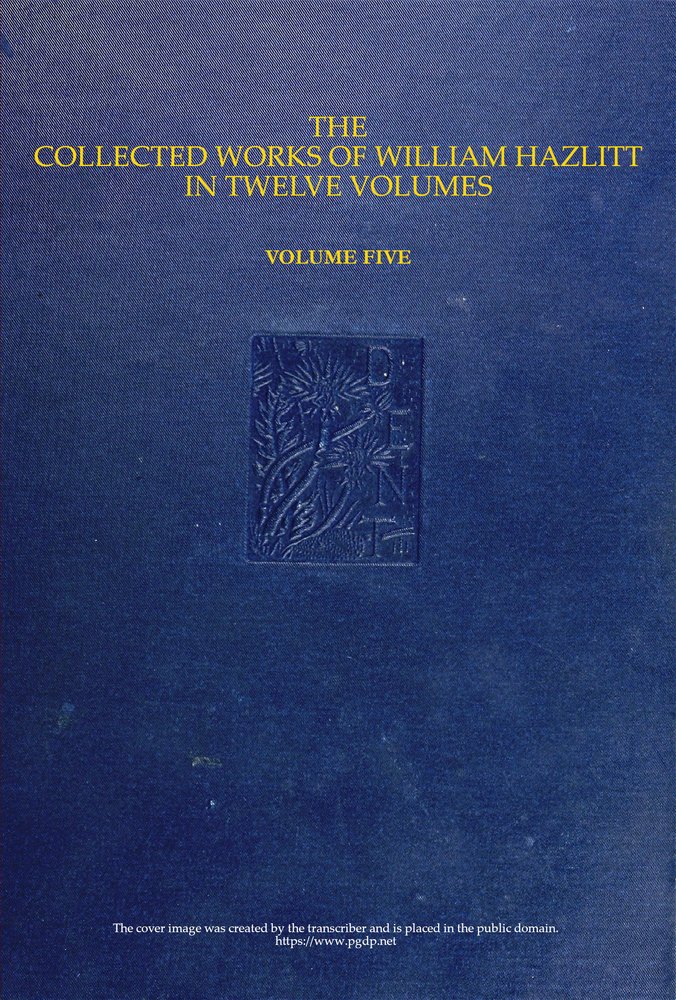 THE
COLLECTED WORKS OF WILLIAM HAZLITT
IN TWELVE VOLUMES
VOLUME FIVE
DENT
The cover image was created by the transcriber and is placed in the public domain.
https://www.pgdp.net